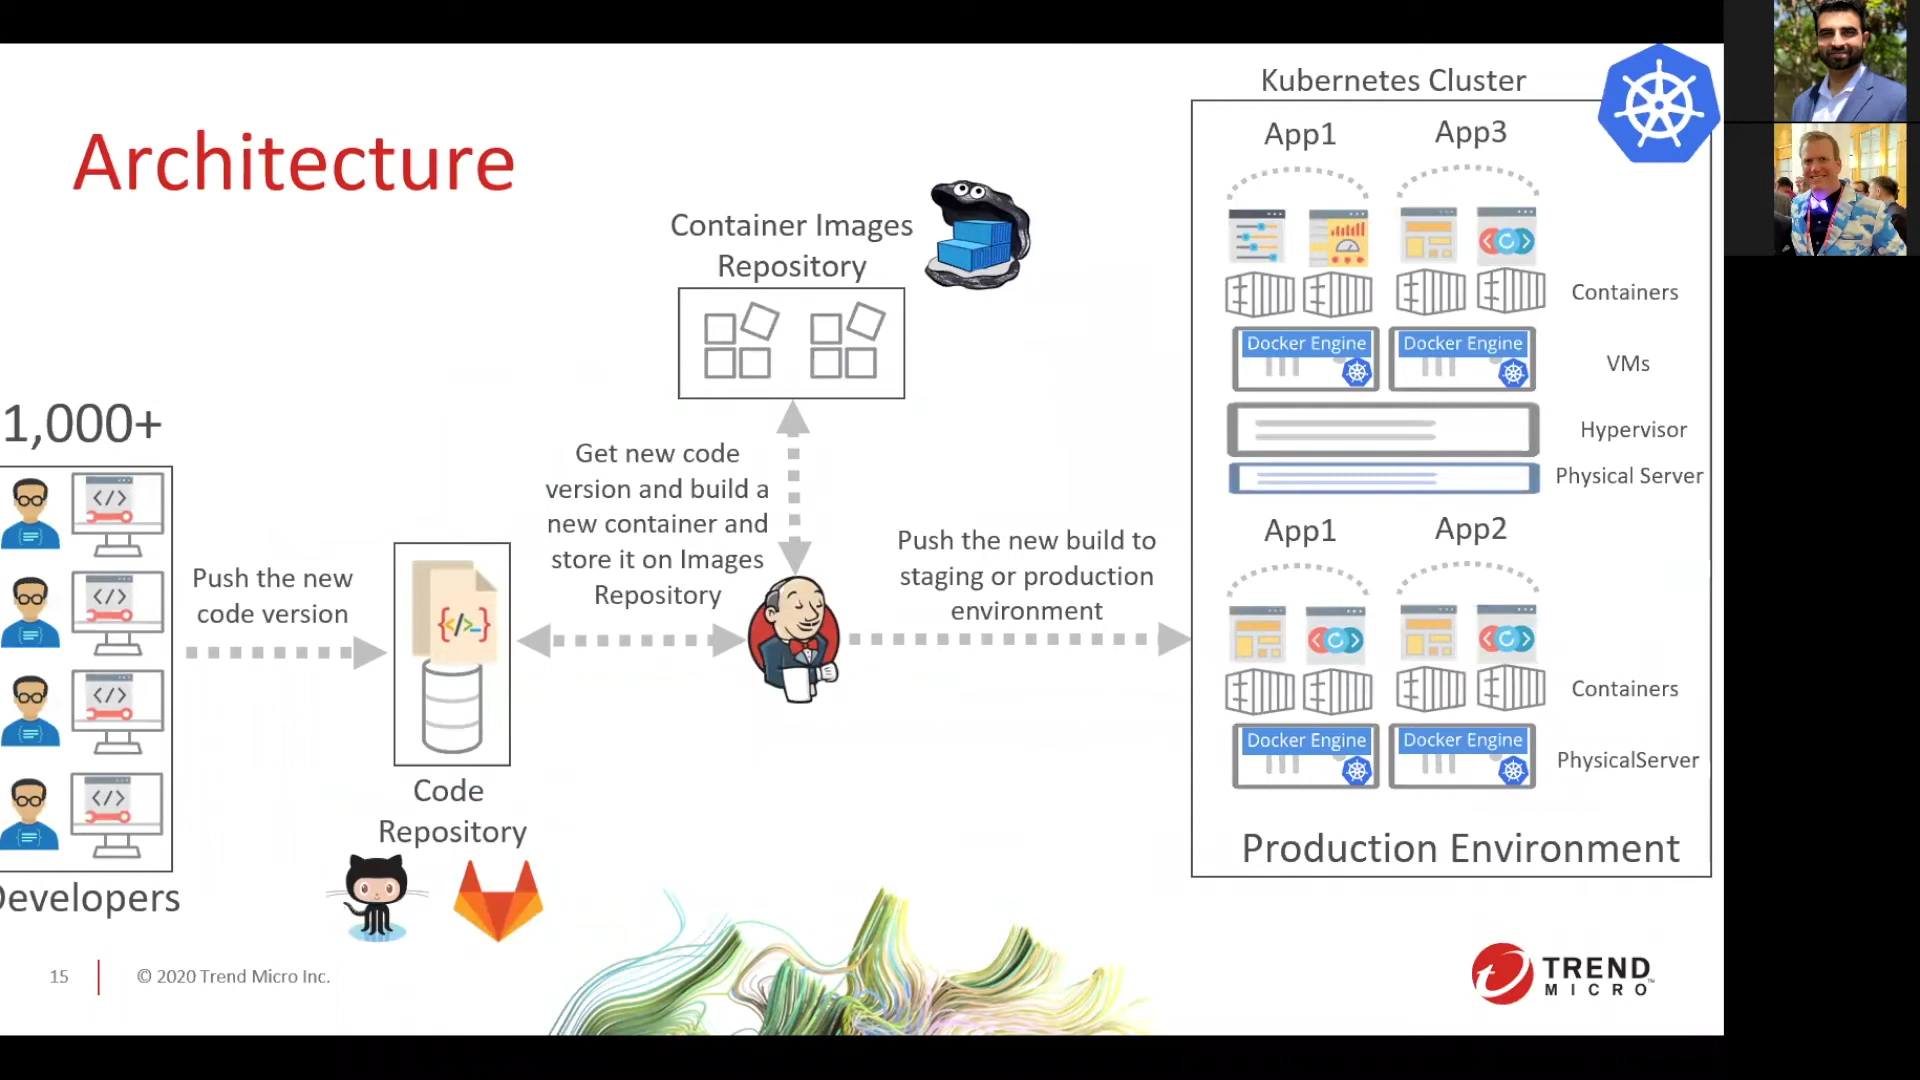 Architecture
1,000+
Developers
Push the new
code version
Code
Repository
Container Images
Repository
Get new code
version and build a
new container and
store it on Images
Repository
Push the new build to
staging or production
environment
Kubernetes Cluster
App1 App3
Containers
Docker Engine Docker Engine
VMs
Hypervisor
Physical Server
App1 App2
Containers
Docker Engine Docker Engine
PhysicalServer
Production Environment
15 © 2020 Trend Micro Inc.
TREND
MICRO™